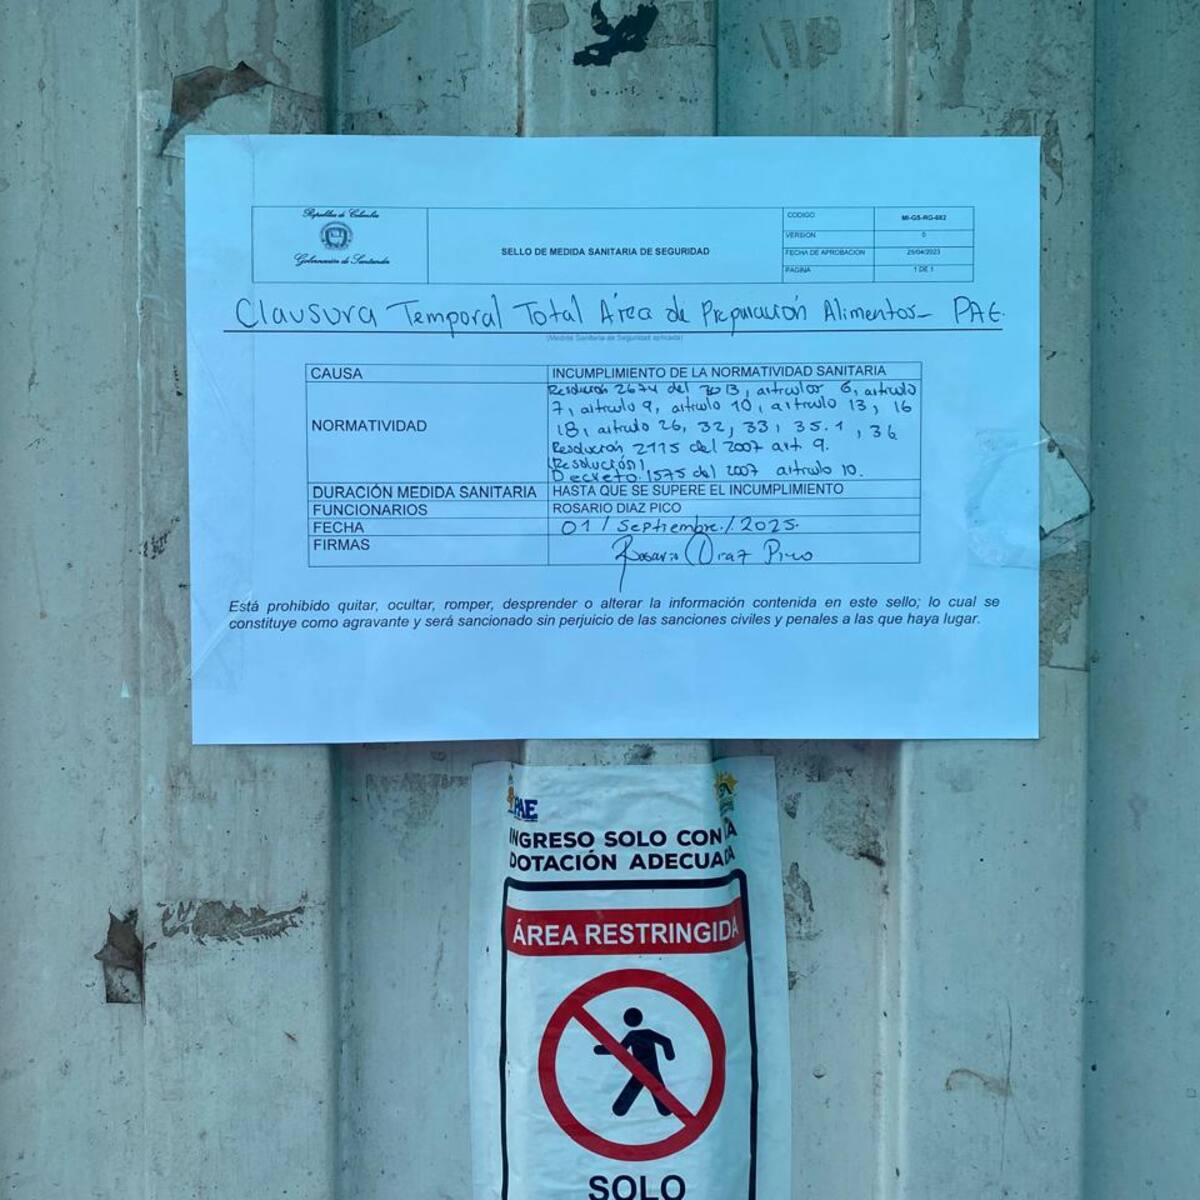 República de Colombia
Gobernación de Santander
SELLO DE MEDIDA SANITARIA DE SEGURIDAD
CODIGO MI-GS-RG-682
VERSION 0
FECHA DE APROBACION 25/04/2023
PAGINA 1 DE 1
Clausura Temporal Total Área de Preparación Alimentos- PAE.
(Medida Sanitaria de Seguridad aplicada)
CAUSA INCUMPLIMIENTO DE LA NORMATIVIDAD SANITARIA
NORMATIVIDAD
Resolución 2674 del 2013, artículos 6, artículo
7, artículo 9, artículo 10, artículo 13, 16
18, artículo 26, 32, 33, 35.1, 36
Resolución 2115 del 2007 art 9.
(Resolución)
Decreto 1575 del 2007 artículo 10.
DURACIÓN MEDIDA SANITARIA HASTA QUE SE SUPERE EL INCUMPLIMIENTO
FUNCIONARIOS ROSARIO DIAZ PICO
FECHA 01/Septiembre/2025.
FIRMAS Rosario Diaz Pico
Está prohibido quitar, ocultar, romper, desprender o alterar la información contenida en este sello; lo cual se
constituye como agravante y será sancionado sin perjuicio de las sanciones civiles y penales a las que haya lugar.
PAE
INGRESO SOLO CON LA
DOTACIÓN ADECUADA
ÁREA RESTRINGIDA
SOLO